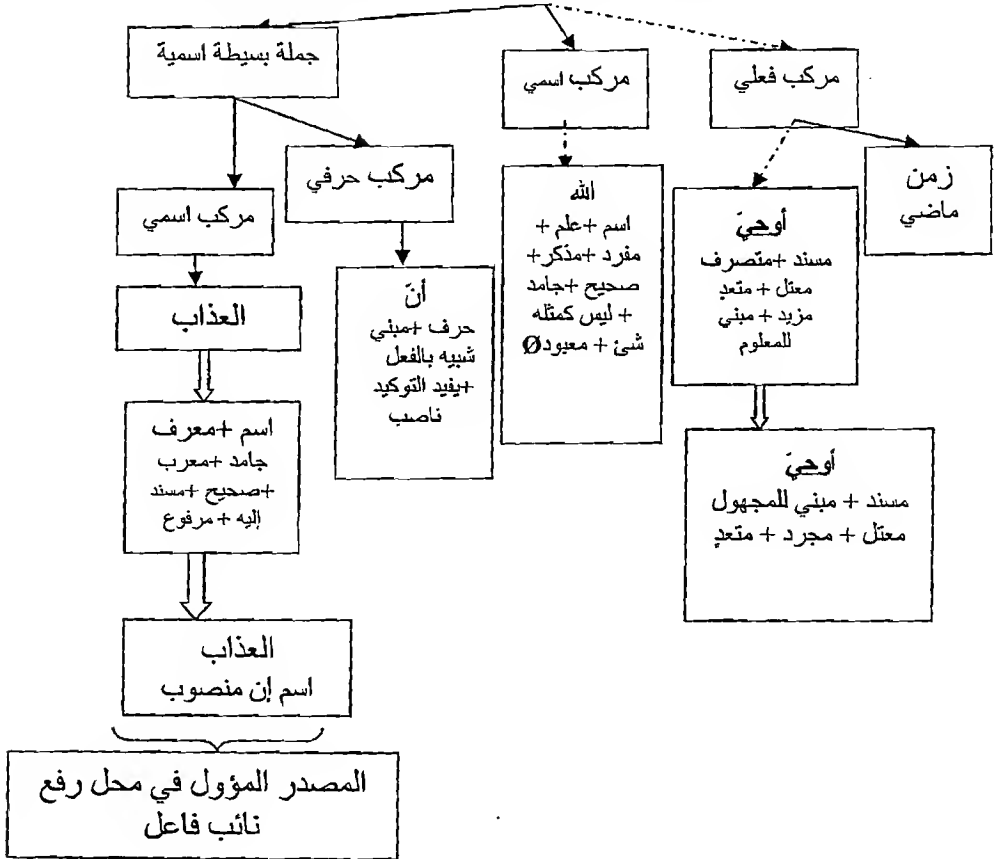 مركب فعلي
مركب اسمي
جملة بسيطة اسمية
زمن
ماضي
أوحيَ
مسند +متصرف
معتل + متعدٍ
مزيد + مبني
للمعلوم
أوحيَ
مسند + مبني للمجهول
معتل + مجرد + متعدٍ
الله
اسم +علم +
مفرد +مذكر+
صحيح +جامد
+ ليس كمثله
شئ + معبودØ
مركب حرفي
أنّ
حرف +مبني
شبيه بالفعل
+يفيد التوكيد
ناصب
مركب اسمي
العذاب
اسم +معرف
جامد +معرب
+صحيح +مسند
إليه + مرفوع
العذاب
اسم إن منصوب
المصدر المؤول في محل رفع
نائب فاعل